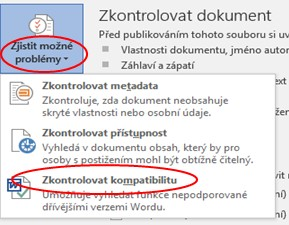 Zkontrolovat dokument
Před publikováním tohoto souboru si uv
Vlastnosti dokumentu, jméno autor
Záhlaví a zápatí
Zjistit možné
problémy
Zkontrolovat metadata
Zkontroluje, zda dokument neobsahuje
skryté vlastnosti nebo osobní údaje.
Zkontrolovat přístupnost
Vyhledá v dokumentu obsah, který by pro
osoby s postižením mohl být obtížně čitelný.
Zkontrolovat kompatibilitu
Umožňuje vyhledat funkce nepodporované
dřívějšími verzemi Wordu.